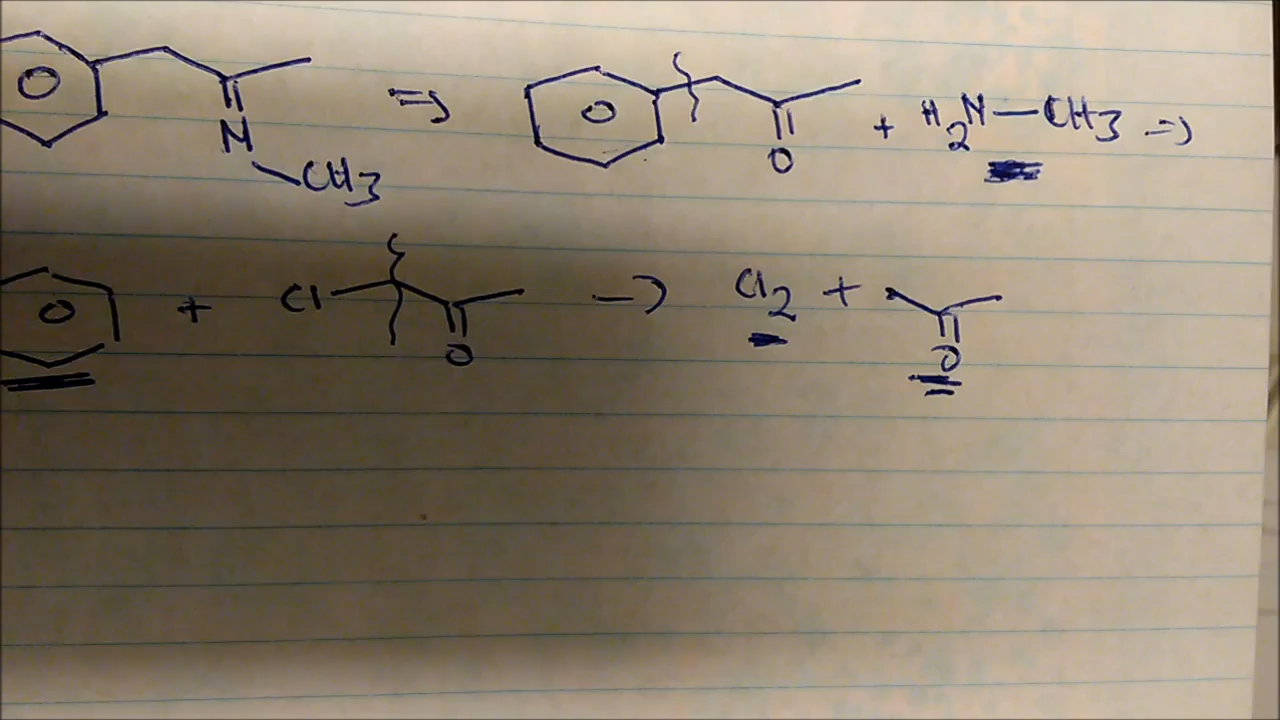 N CH3 ⇒ O + H2N—CH3 ⇒
+ Cl O → Cl2 + O